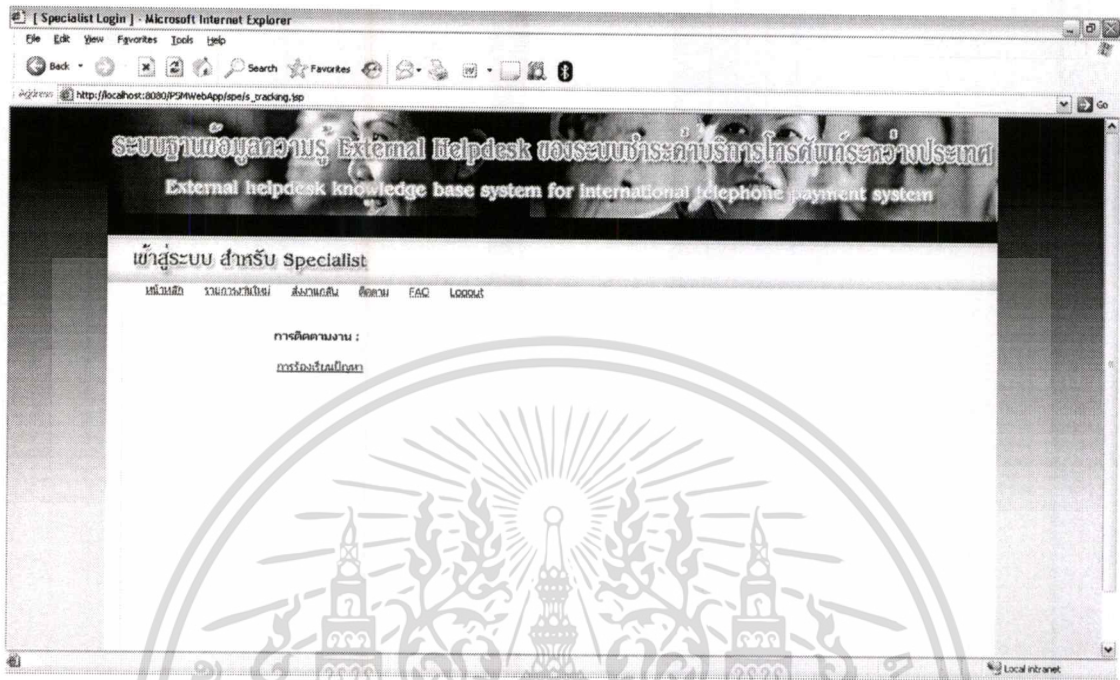 [ Specialist Login ] - Microsoft Internet Explorer
File Edit View Favorites Tools Help
Back Search Favorites
Address http://localhost:8080/PSMWebApp/spe/s_tracking.jsp Go
ระบบฐานข้อมูลความรู้ External Helpdesk ของระบบชำระค่าบริการโทรศัพท์ระหว่างประเทศ
External helpdesk knowledge base system for international telephone payment system
เข้าสู่ระบบ สำหรับ Specialist
หน้าหลัก รายการงานใหม่ ส่งงานกลับ ติดตาม FAQ Logout
การติดตามงาน :
การร้องเรียนปัญหา
Local intranet